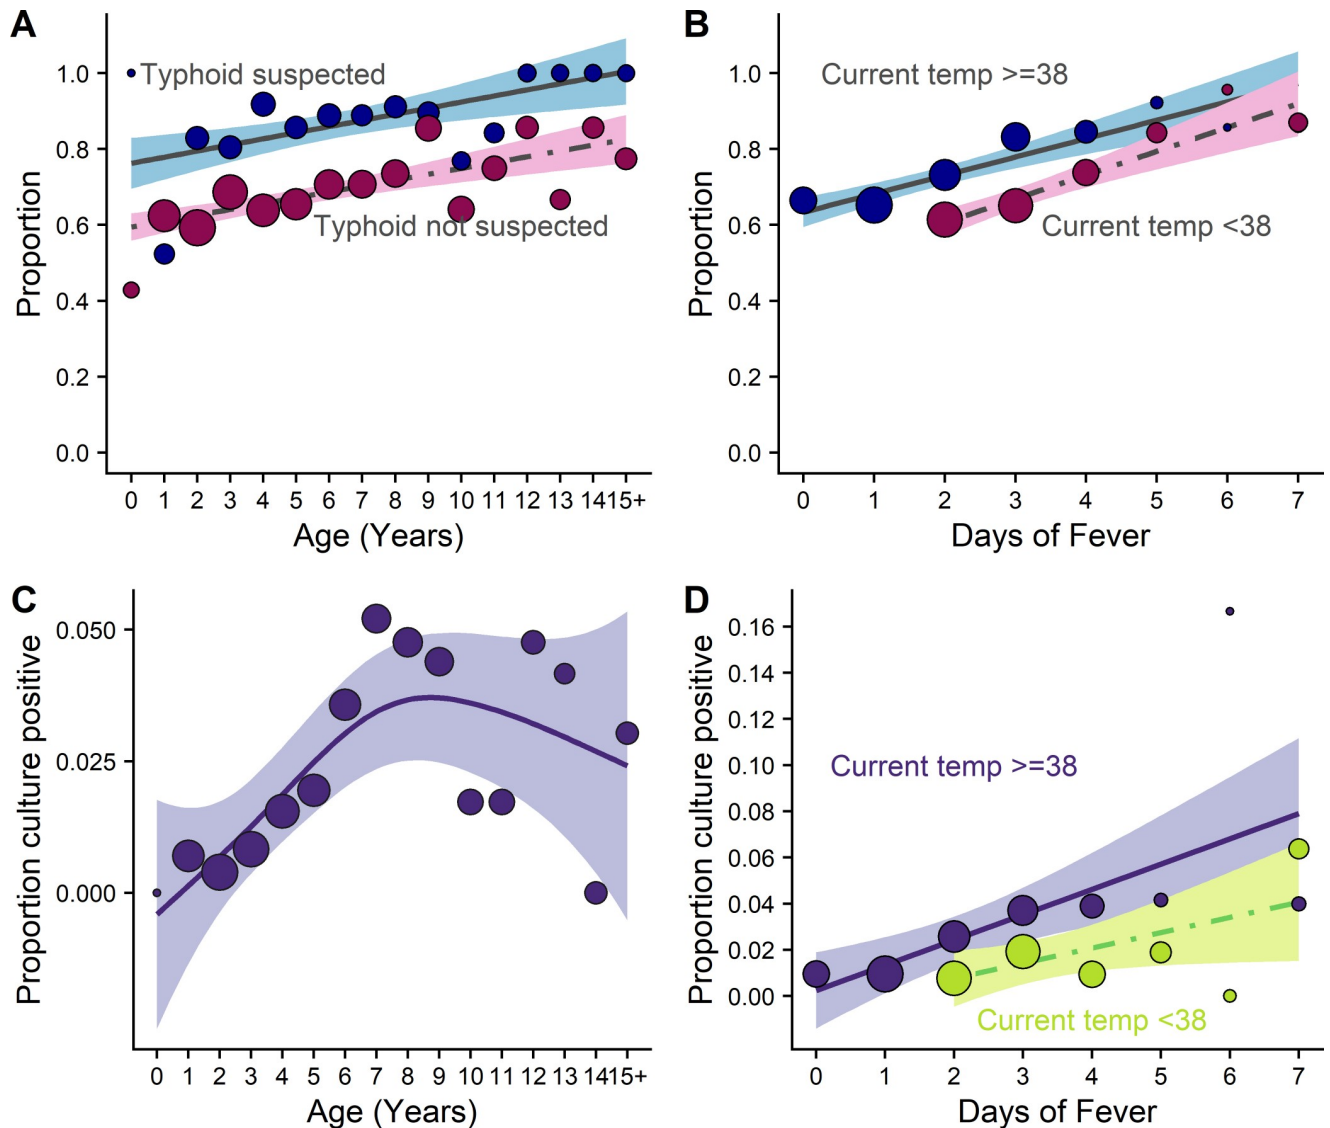 A
Proportion
1.0
0.8
0.6
0.4
0.2
0.0
Typhoid suspected
Typhoid not suspected
0 1 2 3 4 5 6 7 8 9 10 11 12 13 14 15+
Age (Years)
B
Proportion
1.0
0.8
0.6
0.4
0.2
0.0
Current temp >=38
Current temp <38
0 1 2 3 4 5 6 7
Days of Fever
C
Proportion culture positive
0.050
0.025
0.000
0 1 2 3 4 5 6 7 8 9 10 11 12 13 14 15+
Age (Years)
D
Proportion culture positive
0.16
0.14
0.12
0.10
0.08
0.06
0.04
0.02
0.00
Current temp >=38
Current temp <38
0 1 2 3 4 5 6 7
Days of Fever